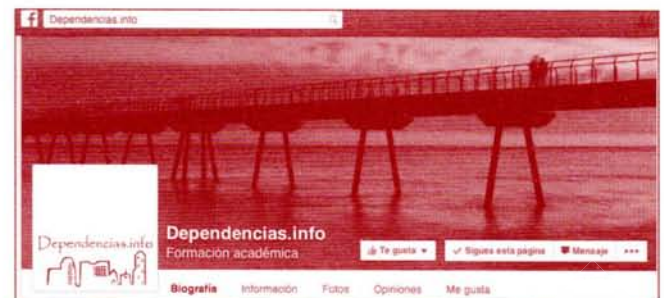 f Dependencias.info
Dependencias.info
Dependencias.info
Formación académica
Te gusta ▾ ✓ Sigues esta página Mensaje •••
Biografía Información Fotos Opiniones Me gusta